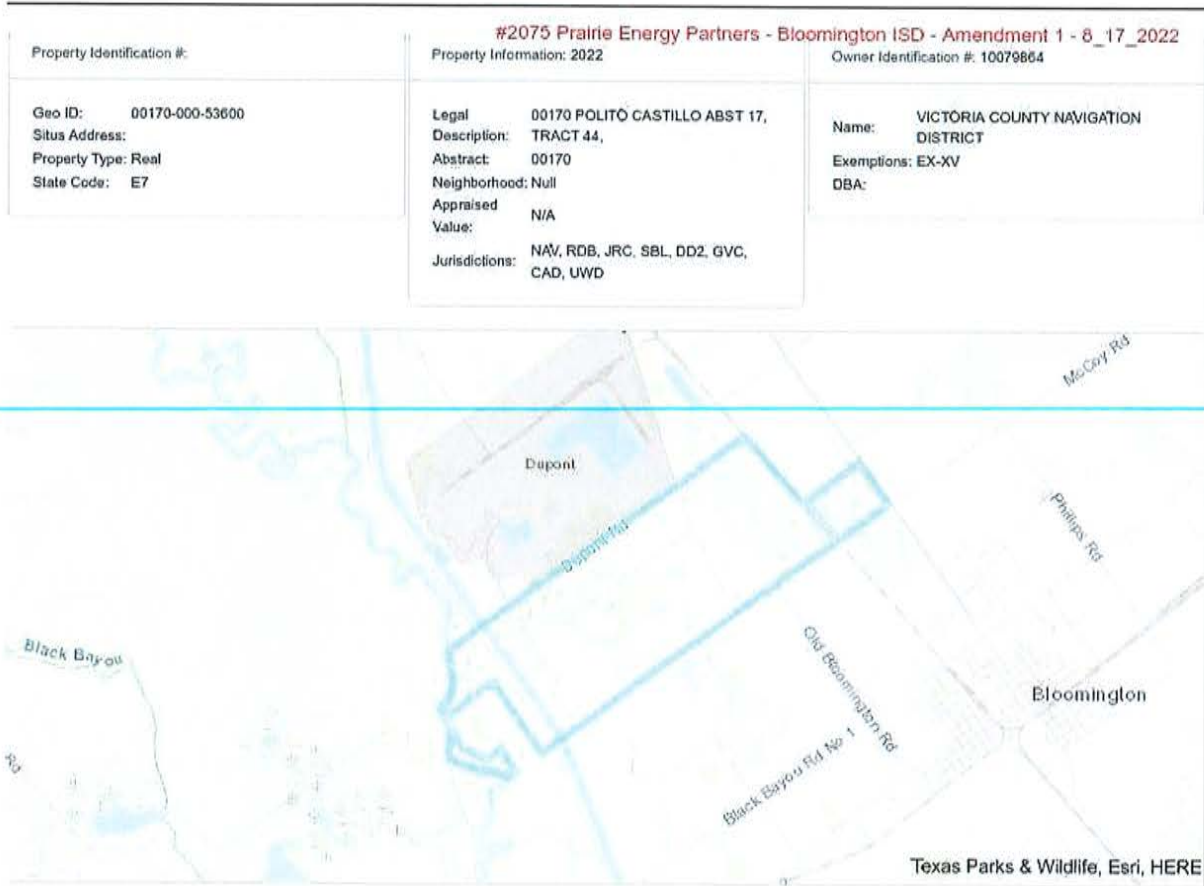 #2075 Prairie Energy Partners - Bloomington ISD - Amendment 1 - 8_17_2022
Property Identification #:
Geo ID: 00170-000-53600
Situs Address:
Property Type: Real
State Code: E7
Property Information: 2022
Legal Description: 00170 POLITO CASTILLO ABST 17,
TRACT 44,
Abstract: 00170
Neighborhood: Null
Appraised Value: N/A
Jurisdictions: NAV, RDB, JRC, SBL, DD2, GVC,
CAD, UWD
Owner Identification #: 10079864
Name: VICTORIA COUNTY NAVIGATION
DISTRICT
Exemptions: EX-XV
DBA:
McCoy Rd
Dupont
Phillips Rd
Dupont Rd
Black Bayou
Old Bloomington Rd
Bloomington
Rd
Black Bayou Rd No 1
Texas Parks & Wildlife, Esri, HERE